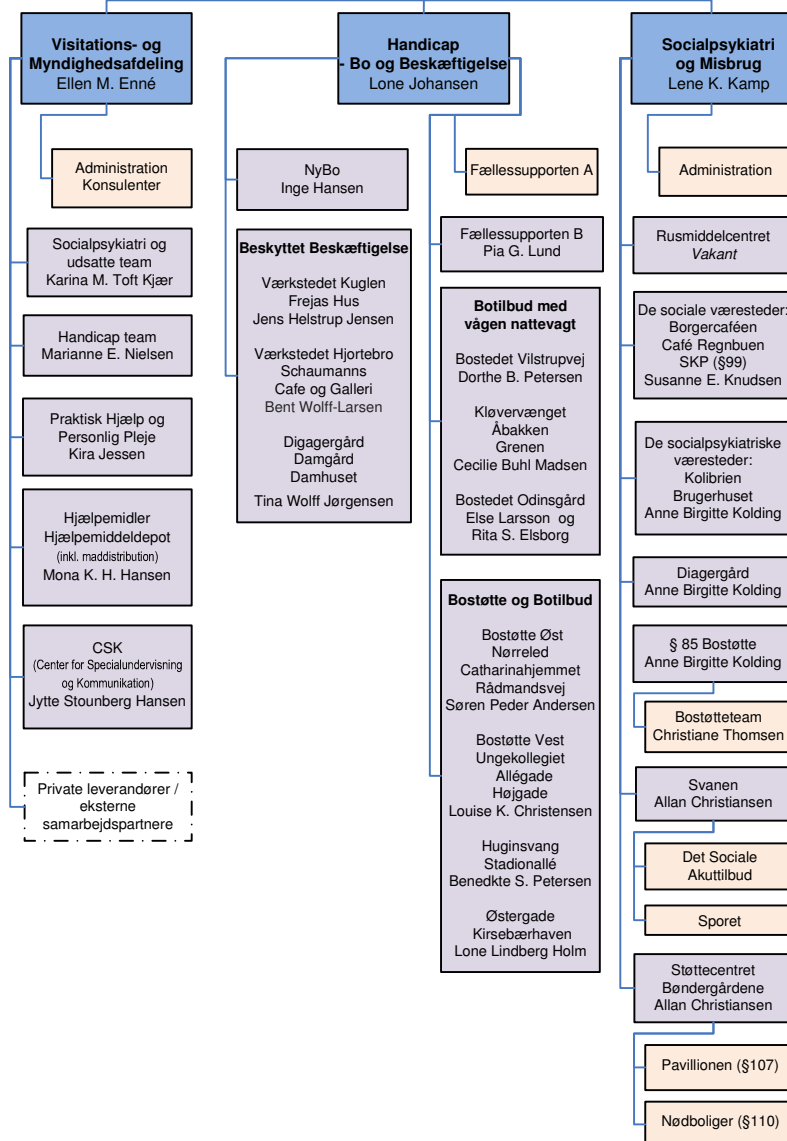 Visitations- og
Myndighedsafdeling
Ellen M. Enné
Administration
Konsulenter
Socialpsykiatri og
udsatte team
Karina M. Toft Kjær
Handicap team
Marianne E. Nielsen
Praktisk Hjælp og
Personlig Pleje
Kira Jessen
Hjælpemidler
Hjælpemiddeldepot
(inkl. maddistribution)
Mona K. H. Hansen
CSK
(Center for Specialundervisning
og Kommunikation)
Jytte Stounberg Hansen
Private leverandører /
eksterne
samarbejdspartnere
Handicap
- Bo og Beskæftigelse
Lone Johansen
NyBo
Inge Hansen
Beskyttet Beskæftigelse
Værkstedet Kuglen
Frejas Hus
Jens Helstrup Jensen
Værkstedet Hjortebro
Schaumanns
Cafe og Galleri
Bent Wolff-Larsen
Digagergård
Damgård
Damhuset
Tina Wolff Jørgensen
Fællessupporten A
Fællessupporten B
Pia G. Lund
Botilbud med
vågen nattevagt
Bostedet Vilstrupvej
Dorthe B. Petersen
Kløvervænget
Åbakken
Grenen
Cecilie Buhl Madsen
Bostedet Odinsgård
Else Larsson og
Rita S. Elsborg
Bostøtte og Botilbud
Bostøtte Øst
Nørreled
Catharinahjemmet
Rådmandsvej
Søren Peder Andersen
Bostøtte Vest
Ungekollegiet
Allégade
Højgade
Louise K. Christensen
Huginsvang
Stadionallé
Benedkte S. Petersen
Østergade
Kirsebærhaven
Lone Lindberg Holm
Socialpsykiatri
og Misbrug
Lene K. Kamp
Administration
Rusmiddelcentret
Vakant
De sociale væresteder:
Borgercaféen
Café Regnbuen
SKP (§99)
Susanne E. Knudsen
De socialpsykiatriske
væresteder:
Kolibrien
Brugerhuset
Anne Birgitte Kolding
Diagergård
Anne Birgitte Kolding
§ 85 Bostøtte
Anne Birgitte Kolding
Bostøtteteam
Christiane Thomsen
Svanen
Allan Christiansen
Det Sociale
Akuttilbud
Sporet
Støttecentret
Bøndergårdene
Allan Christiansen
Pavillionen (§107)
Nødboliger (§110)